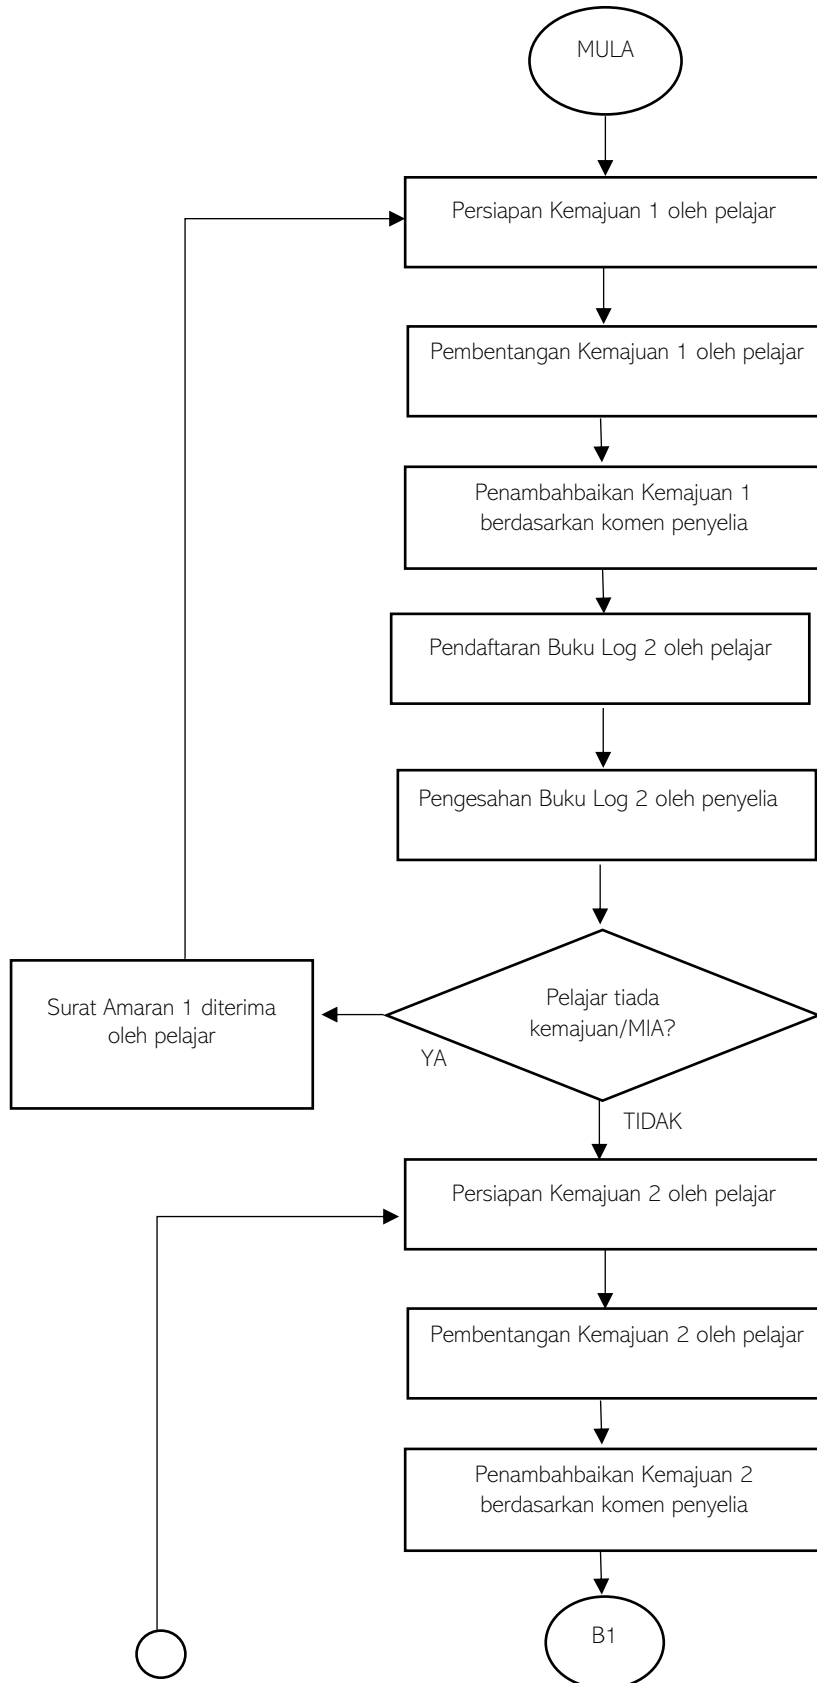 MULA
Persiapan Kemajuan 1 oleh pelajar
Pembentangan Kemajuan 1 oleh pelajar
Penambahbaikan Kemajuan 1
berdasarkan komen penyelia
Pendaftaran Buku Log 2 oleh pelajar
Pengesahan Buku Log 2 oleh penyelia
Pelajar tiada
kemajuan/MIA?
Surat Amaran 1 diterima
oleh pelajar
YA
TIDAK
Persiapan Kemajuan 2 oleh pelajar
Pembentangan Kemajuan 2 oleh pelajar
Penambahbaikan Kemajuan 2
berdasarkan komen penyelia
B1